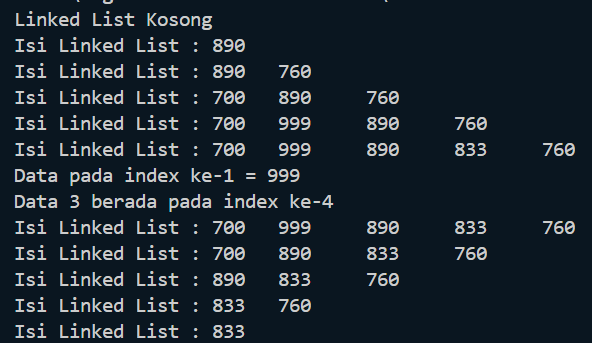 Linked List Kosong
Isi Linked List : 890
Isi Linked List : 890 760
Isi Linked List : 700 890 760
Isi Linked List : 700 999 890 760
Isi Linked List : 700 999 890 833 760
Data pada index ke-1 = 999
Data 3 berada pada index ke-4
Isi Linked List : 700 999 890 833 760
Isi Linked List : 700 890 833 760
Isi Linked List : 890 833 760
Isi Linked List : 833 760
Isi Linked List : 833